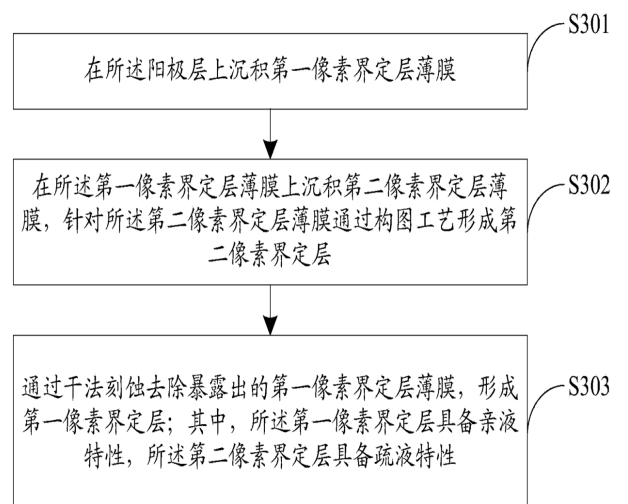 S301
在所述阳极层上沉积第一像素界定层薄膜
S302
在所述第一像素界定层薄膜上沉积第二像素界定层薄
膜，针对所述第二像素界定层薄膜通过构图工艺形成第
二像素界定层
S303
通过干法刻蚀去除暴露出的第一像素界定层薄膜，形成
第一像素界定层；其中，所述第一像素界定层具备亲液
特性，所述第二像素界定层具备疏液特性